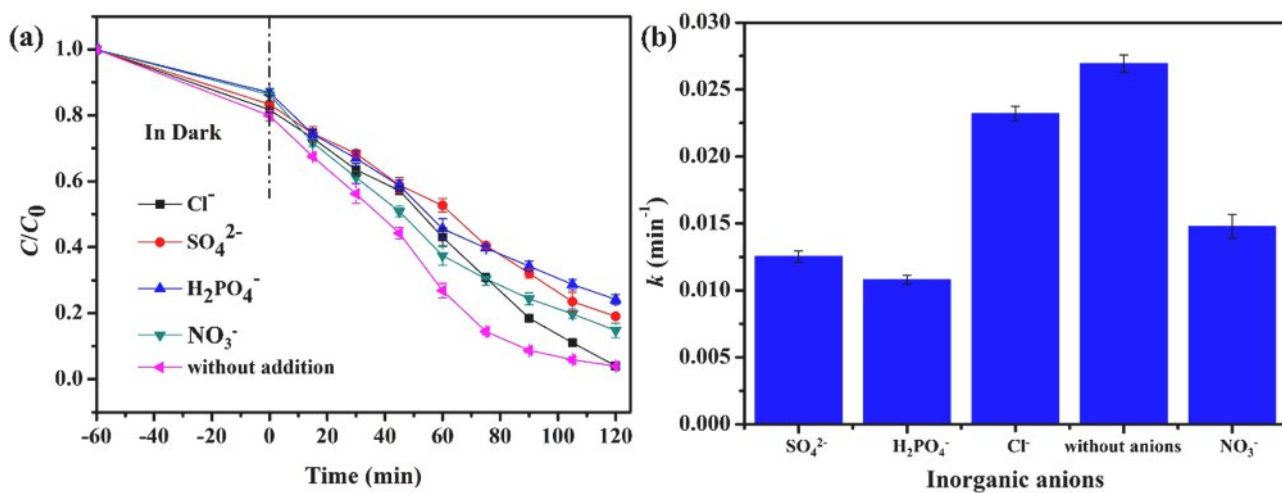 (a)
1.0
0.8
0.6
0.4
0.2
0.0
C/C₀
In Dark
Cl⁻
SO₄²⁻
H₂PO₄⁻
NO₃⁻
without addition
-60 -40 -20 0 20 40 60 80 100 120
Time (min)
(b)
0.030
0.025
0.020
0.015
0.010
0.005
0.000
k (min⁻¹)
SO₄²⁻ H₂PO₄⁻ Cl⁻ without anions NO₃⁻
Inorganic anions